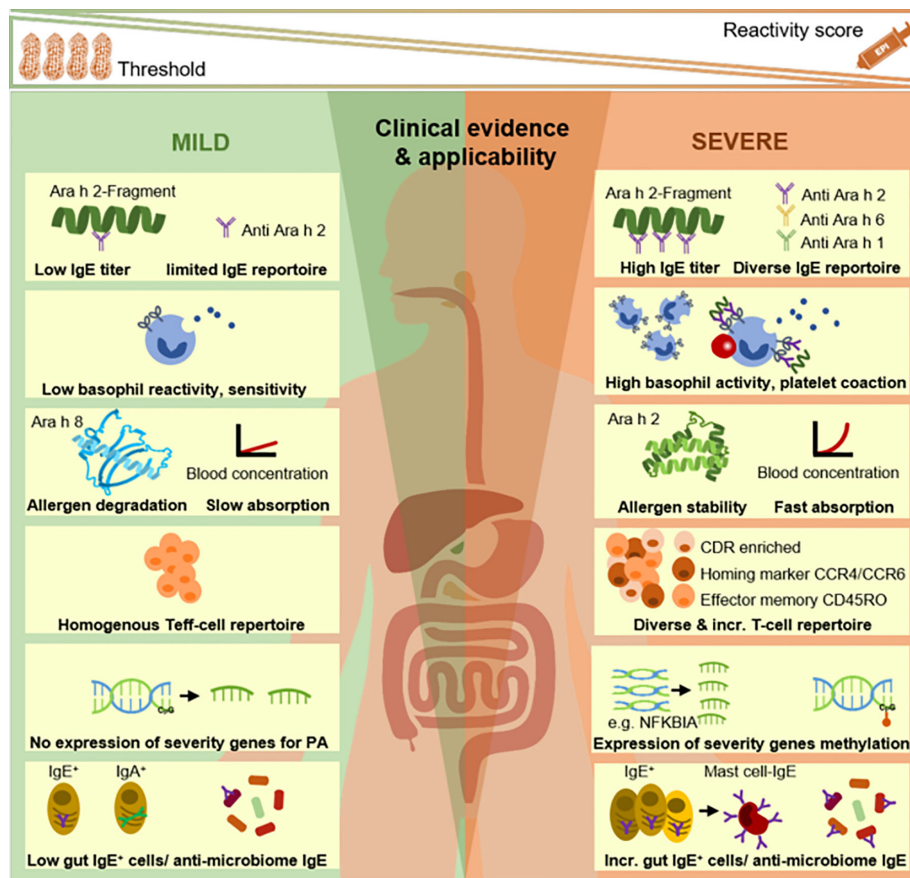 Reactivity score
EPI
Threshold
Clinical evidence
& applicability
MILD
SEVERE
Ara h 2-Fragment
Anti Ara h 2
Low IgE titer
limited IgE reportoire
Ara h 2-Fragment
Anti Ara h 2
Anti Ara h 6
Anti Ara h 1
High IgE titer
Diverse IgE reportoire
Low basophil reactivity, sensitivity
High basophil activity, platelet coaction
Ara h 8
Blood concentration
Allergen degradation
Slow absorption
Ara h 2
Blood concentration
Allergen stability
Fast absorption
Homogenous Teff-cell repertoire
CDR enriched
Homing marker CCR4/CCR6
Effector memory CD45RO
Diverse & incr. T-cell repertoire
CpG
No expression of severity genes for PA
e.g. NFKBIA
CpG
Expression of severity genes methylation
IgE⁺
IgA⁺
Low gut IgE⁺ cells/ anti-microbiome IgE
IgE⁺
Mast cell-IgE
Incr. gut IgE⁺ cells/ anti-microbiome IgE